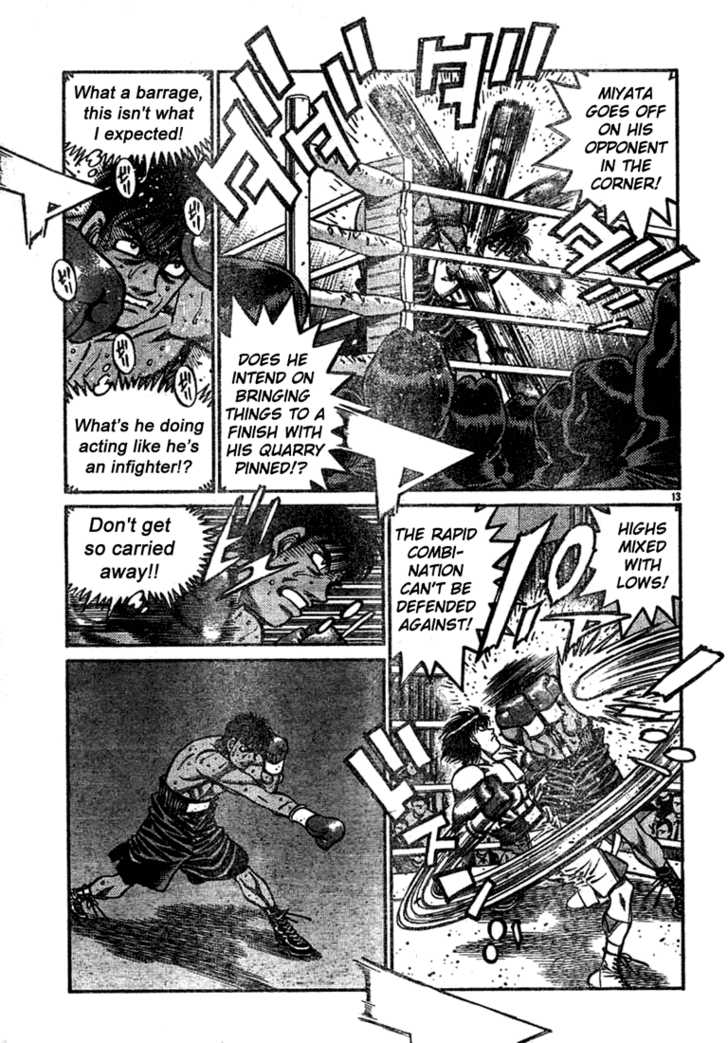 What a barrage,
this isn't what
I expected!
What's he doing
acting like he's
an infighter!?
MIYATA
GOES OFF
ON HIS
OPPONENT
IN THE
CORNER!
DOES HE
INTEND ON
BRINGING
THINGS TO A
FINISH WITH
HIS QUARRY
PINNED!?
13
Don't get
so carried
away!!
THE RAPID
COMBI-
NATION
CAN'T BE
DEFENDED
AGAINST!
HIGHS
MIXED
WITH
LOWS!